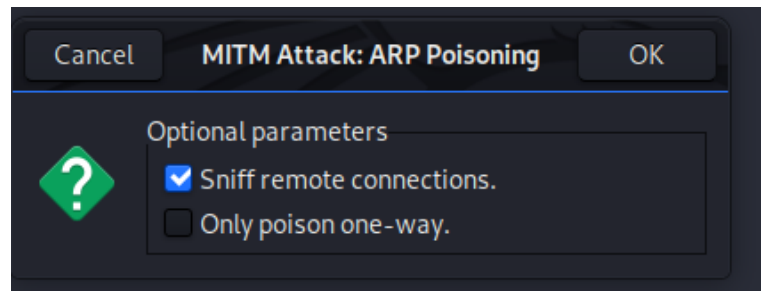 Cancel MITM Attack: ARP Poisoning OK
Optional parameters
?
Sniff remote connections.
Only poison one-way.